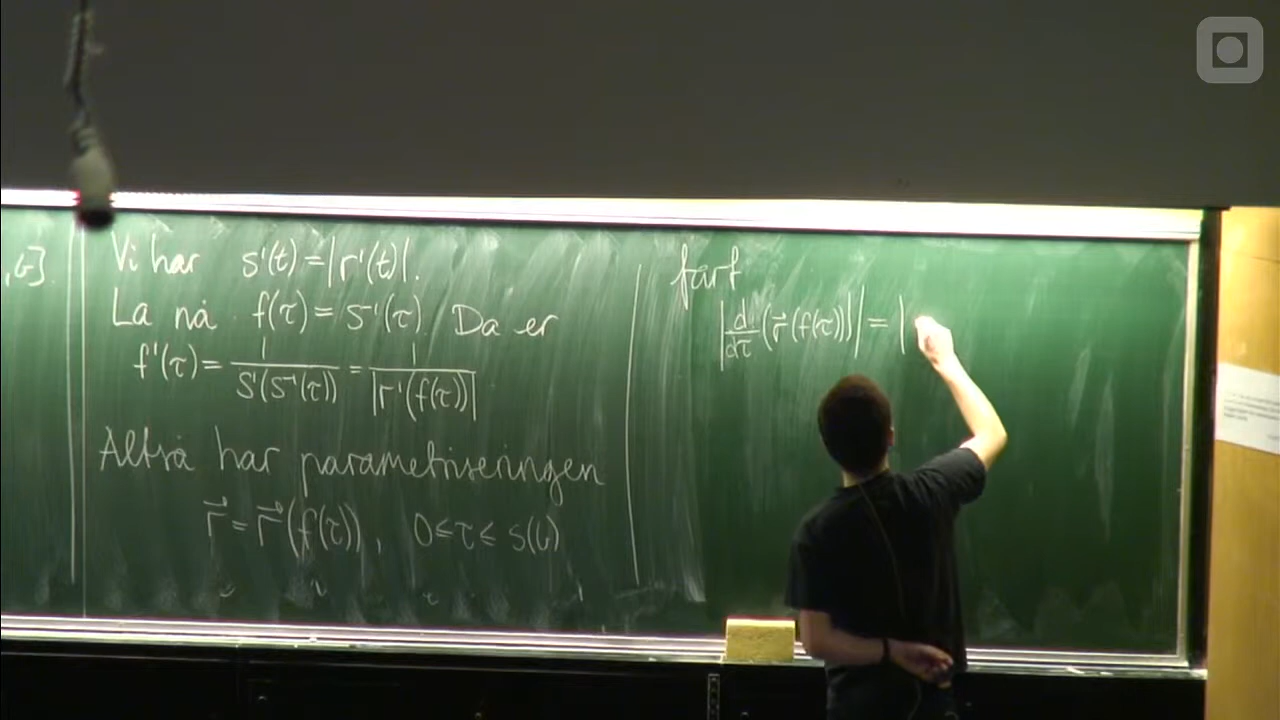 ,b].
Vi har s'(t) = |r'(t)|.
La nå f(τ) = s⁻¹(τ). Da er
f'(τ) = 1/s'(s⁻¹(τ)) = 1/|r'(f(τ))|
Altså har parametriseringen
r⃗ = r⃗(f(τ)), 0 ≤ τ ≤ s(b)
fart
|d/dτ (r⃗(f(τ)))| = |